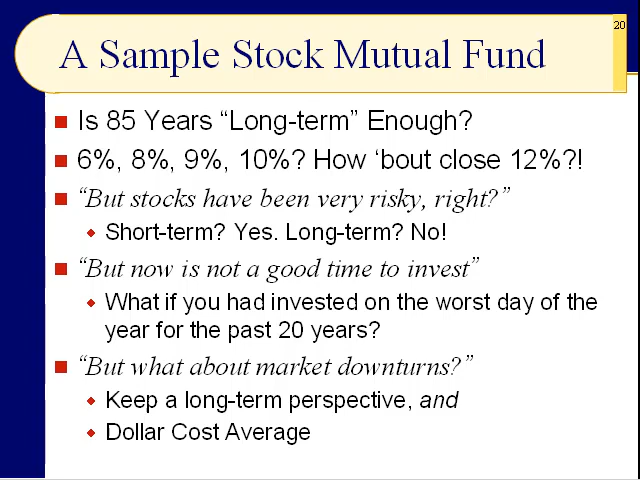 20
A Sample Stock Mutual Fund
Is 85 Years “Long-term” Enough?
6%, 8%, 9%, 10%? How ‘bout close 12%?!
“But stocks have been very risky, right?”
Short-term? Yes. Long-term? No!
“But now is not a good time to invest”
What if you had invested on the worst day of the
year for the past 20 years?
“But what about market downturns?”
Keep a long-term perspective, and
Dollar Cost Average